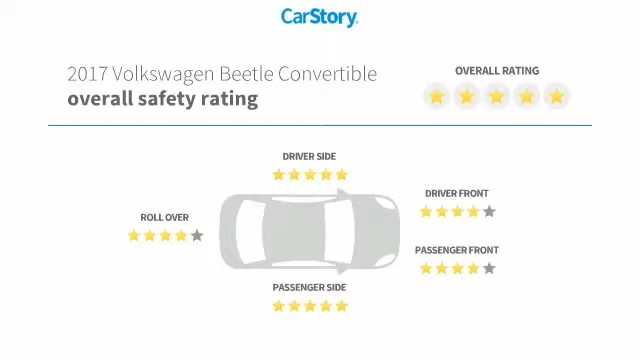 CarStory.
2017 Volkswagen Beetle Convertible
overall safety rating
OVERALL RATING
DRIVER SIDE
DRIVER FRONT
ROLL OVER
PASSENGER FRONT
PASSENGER SIDE